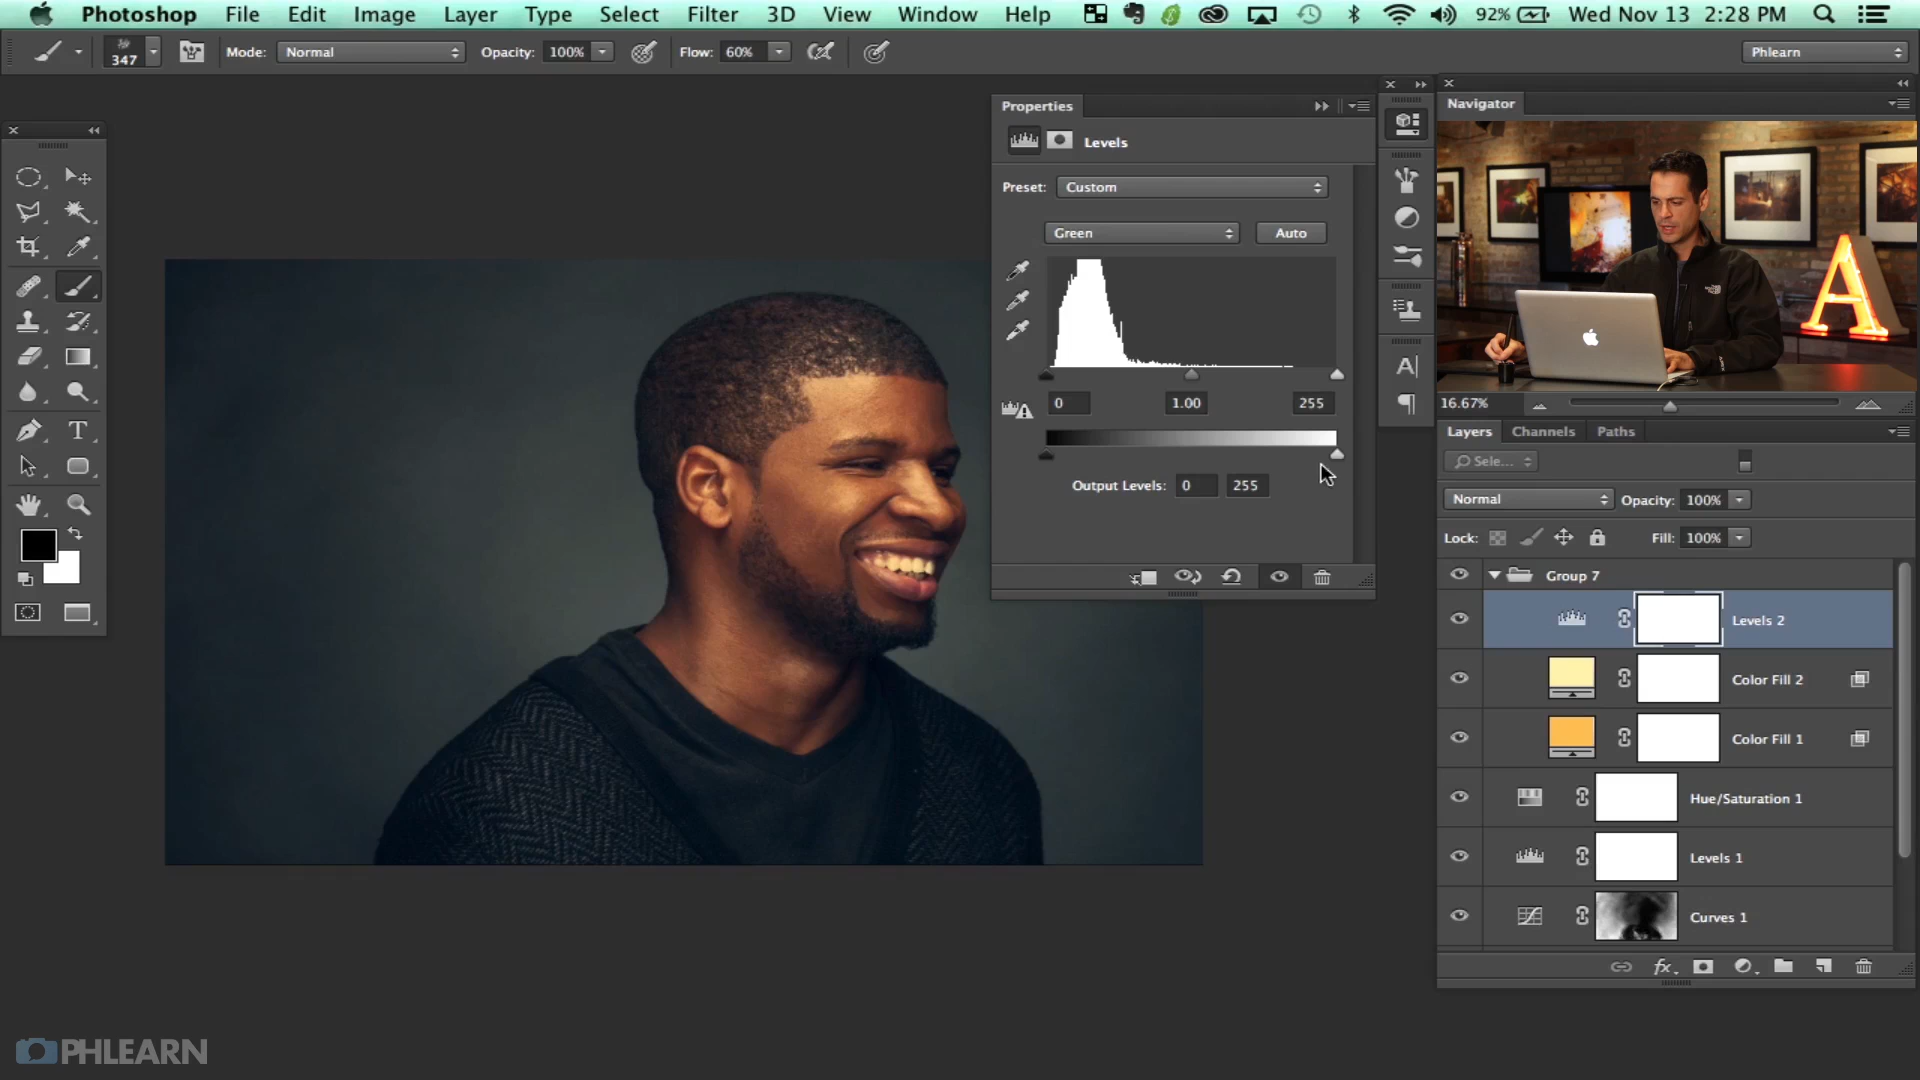 Photoshop File Edit Image Layer Type Select Filter 3D View Window Help 92% Wed Nov 13 2:28 PM
347 Mode: Normal Opacity: 100% Flow: 60% Phlearn
Properties
Levels
Preset: Custom
Green Auto
0 1.00 255
Output Levels: 0 255
Navigator
A
16.67%
Layers Channels Paths
Sele...
Normal Opacity: 100%
Lock: Fill: 100%
Group 7
Levels 2
Color Fill 2
Color Fill 1
Hue/Saturation 1
Levels 1
Curves 1
PHLEARN